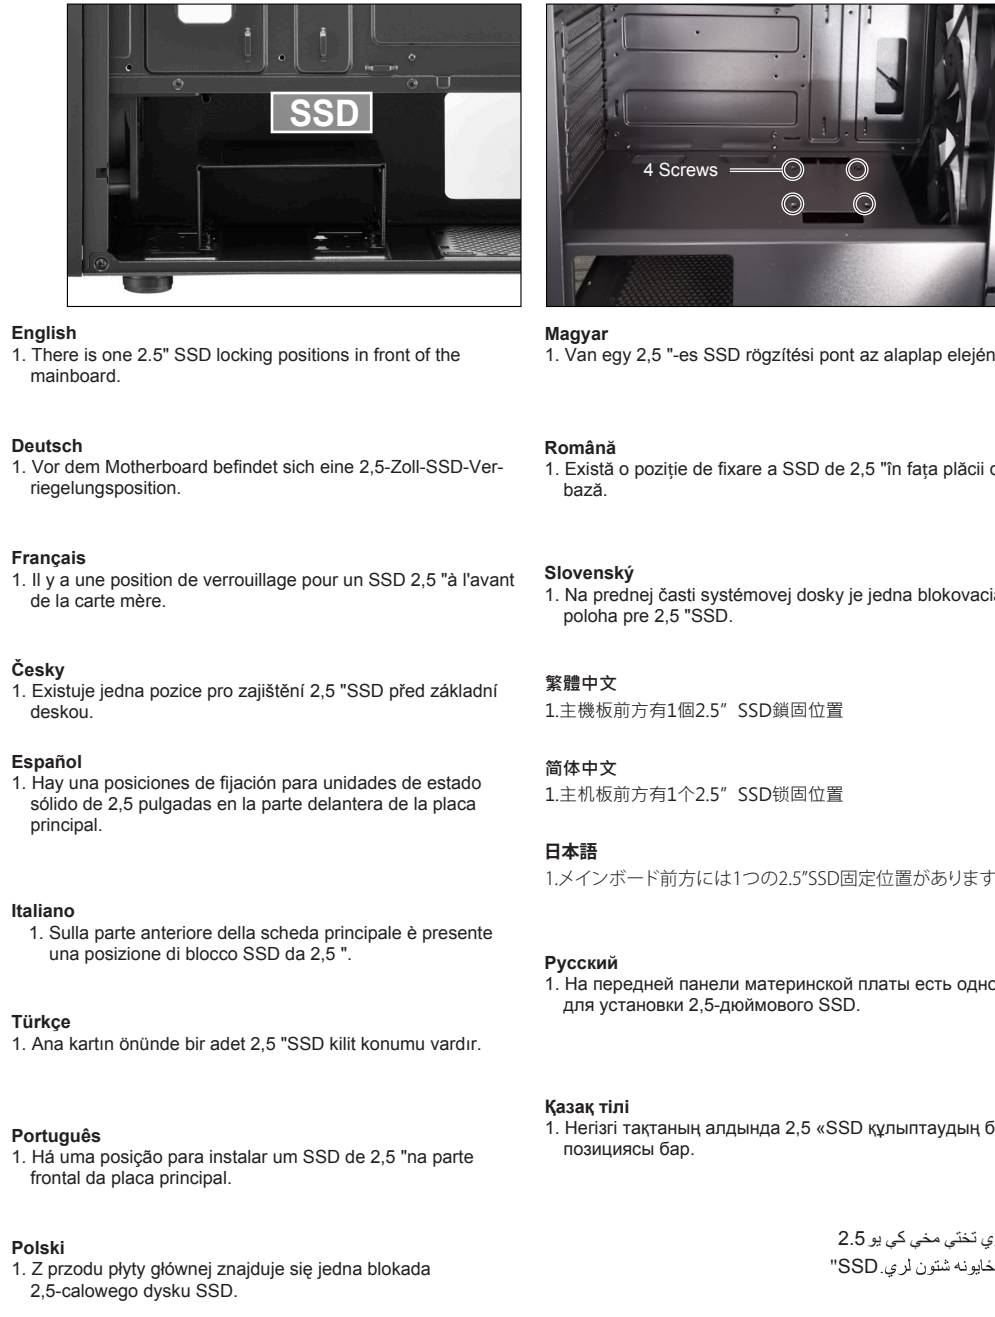 SSD
4 Screws
English
1. There is one 2.5" SSD locking positions in front of the
mainboard.
Deutsch
1. Vor dem Motherboard befindet sich eine 2,5-Zoll-SSD-Ver-
riegelungsposition.
Français
1. Il y a une position de verrouillage pour un SSD 2,5 "à l'avant
de la carte mère.
Česky
1. Existuje jedna pozice pro zajištění 2,5 "SSD před základní
deskou.
Español
1. Hay una posiciones de fijación para unidades de estado
sólido de 2,5 pulgadas en la parte delantera de la placa
principal.
Italiano
1. Sulla parte anteriore della scheda principale è presente
una posizione di blocco SSD da 2,5 ".
Türkçe
1. Ana kartın önünde bir adet 2,5 "SSD kilit konumu vardır.
Português
1. Há uma posição para instalar um SSD de 2,5 "na parte
frontal da placa principal.
Polski
1. Z przodu płyty głównej znajduje się jedna blokada
2,5-calowego dysku SSD.
Magyar
1. Van egy 2,5 "-es SSD rögzítési pont az alaplap elején
Română
1. Există o poziție de fixare a SSD de 2,5 "în fața plăcii
bază.
Slovenský
1. Na prednej časti systémovej dosky je jedna
poloha pre 2,5 "SSD.
繁體中文
1.主機板前方有1個2.5” SSD鎖固位置
简体中文
1.主机板前方有1个2.5” SSD锁固位置
日本語
1.メインボード前方には1つの2.5”SSD固定位置があります
Русский
1. На передней панели материнской платы есть
для установки 2,5-дюймового SSD.
Қазақ тілі
1. Негізгі тақтаның алдында 2,5 «SSD құлыптаудың
позициясы бар.
تختې مخې کې یو 2.5
ځایونه شتون لري. SSD"